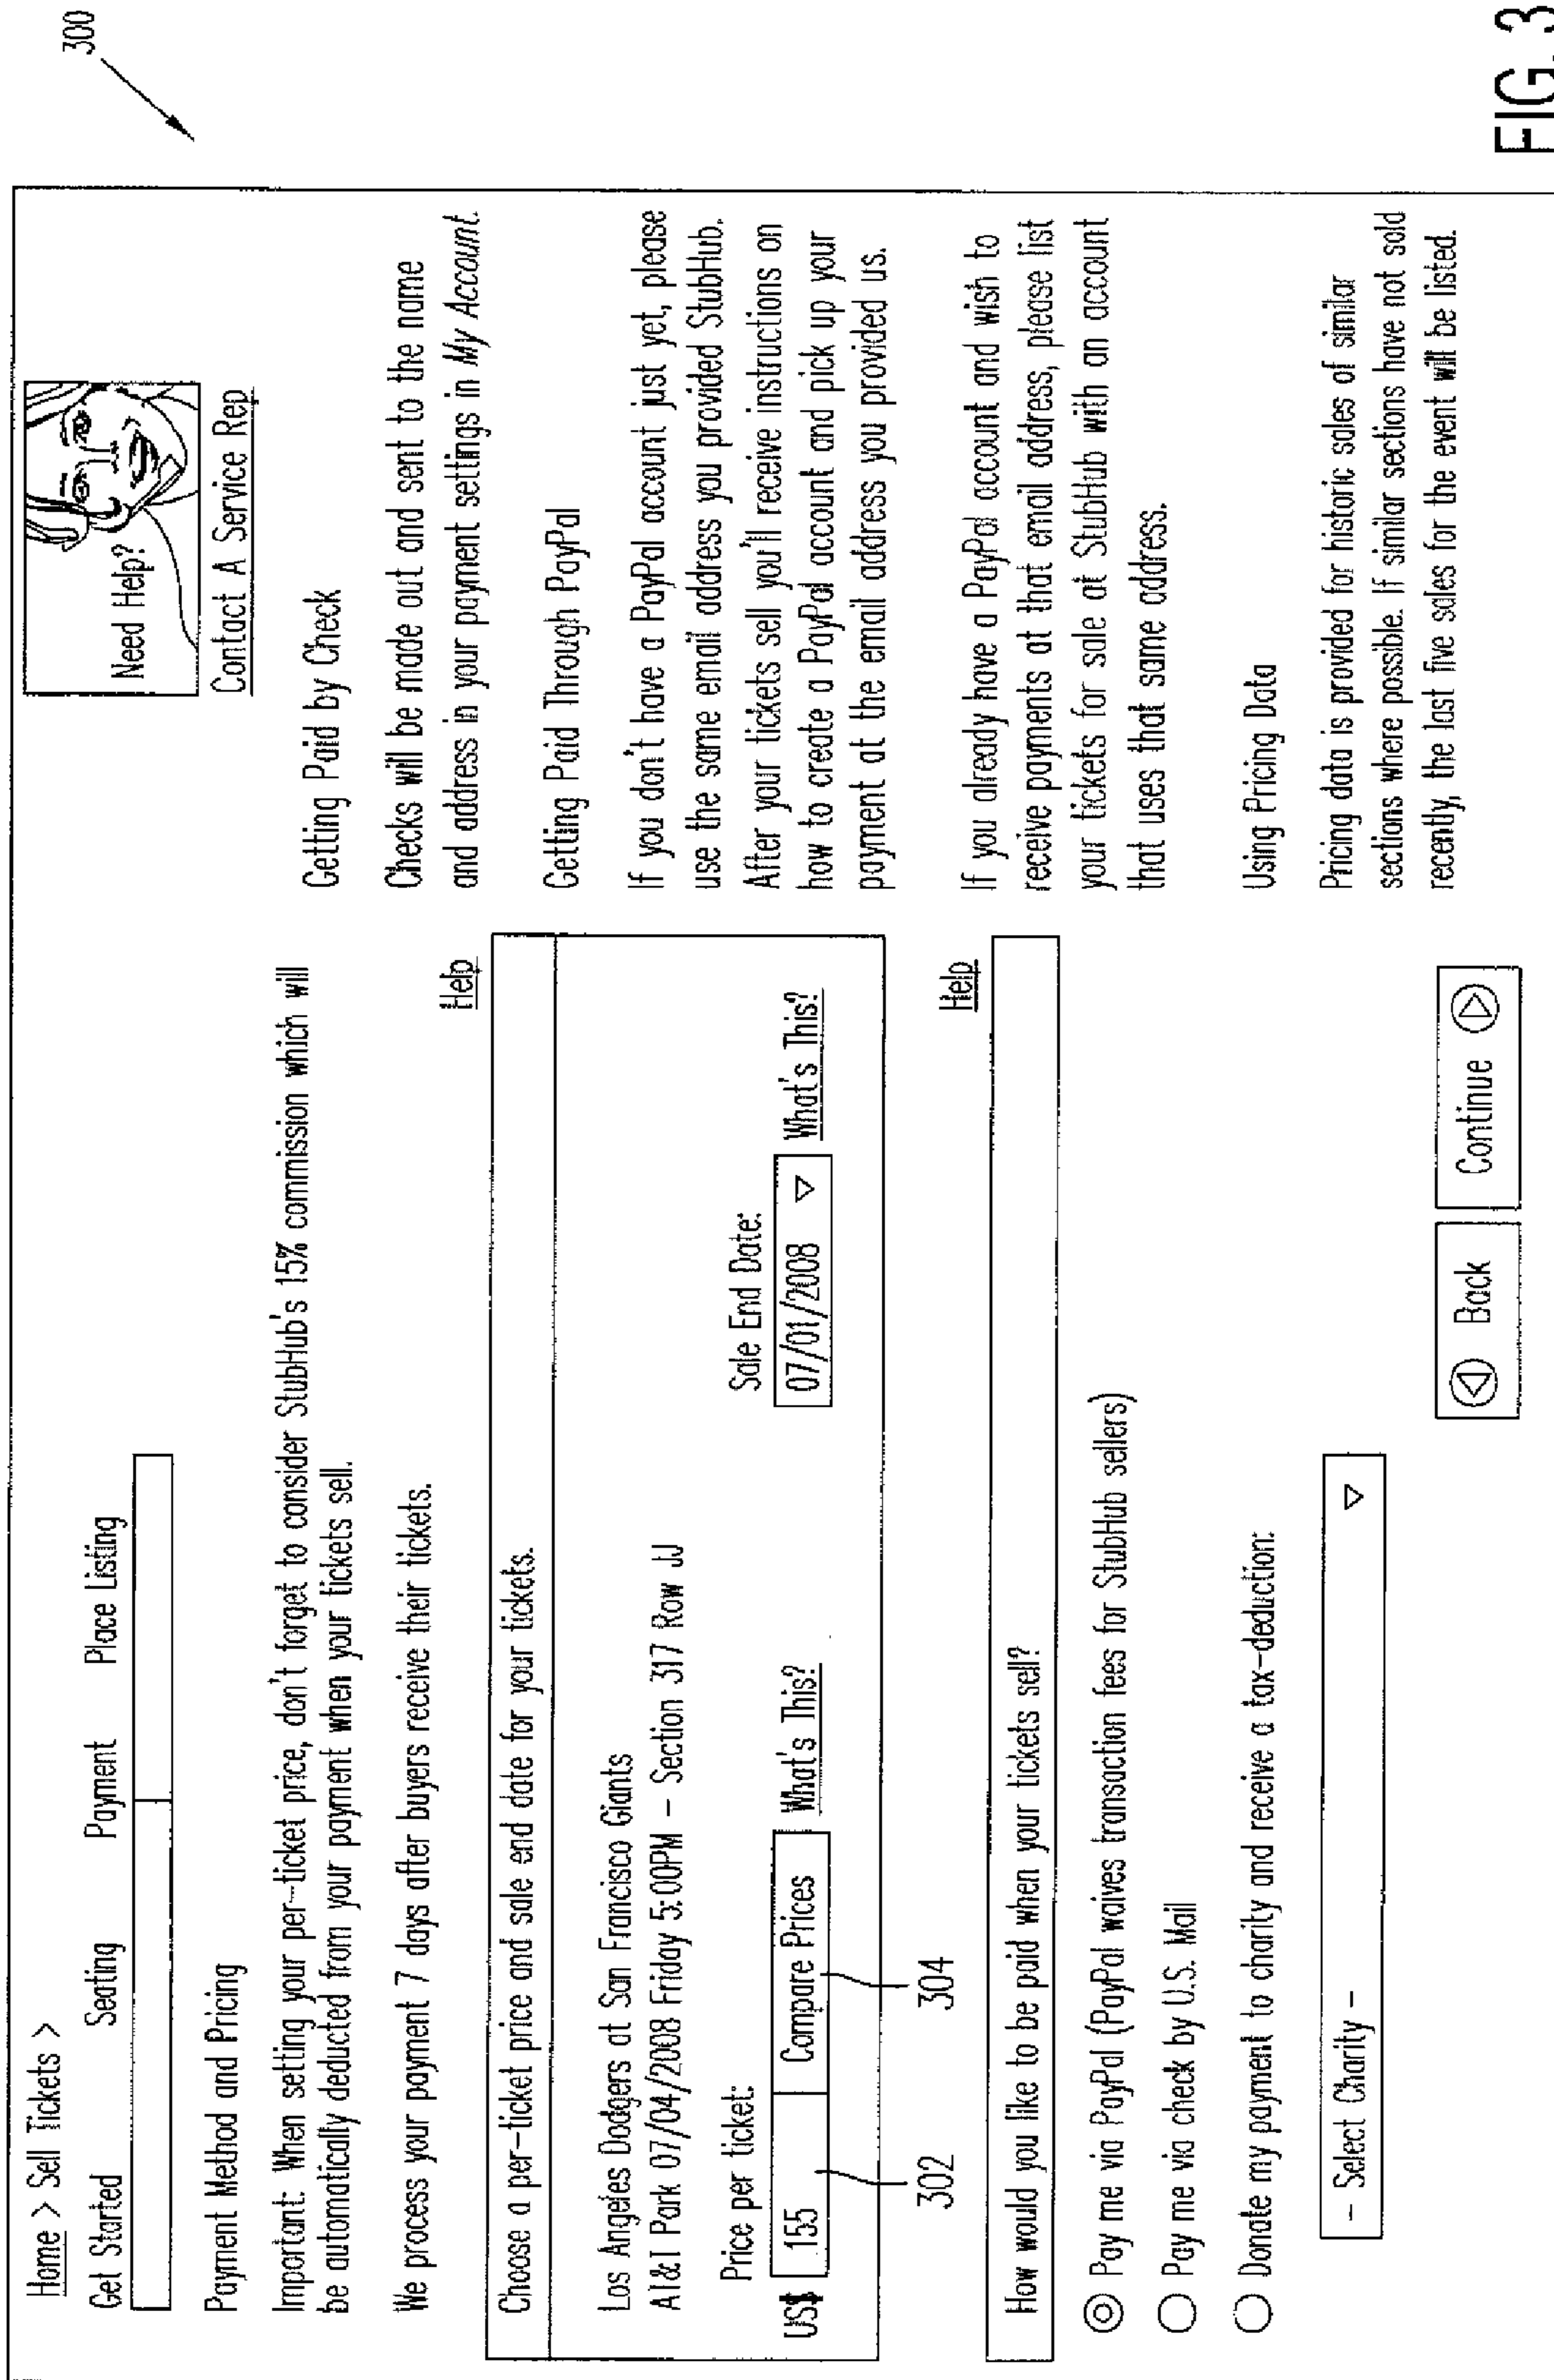 300
Home > Sell Tickets >
Get Started Seating Payment Place Listing
Payment Method and Pricing
Important: When setting your per-ticket price, don't forget to consider StubHub's 15% commission which will
be automatically deducted from your payment when your tickets sell.
We process your payment 7 days after buyers receive their tickets.
Help
Choose a per-ticket price and sale end date for your tickets.
Los Angeles Dodgers at San Francisco Giants
AT&T Park 07/04/2008 Friday 5:00PM – Section 317 Row JJ
Price per ticket:
US$ 155 Compare Prices What's This?
Sale End Date:
07/01/2008 What's This?
302
304
Help
How would you like to be paid when your tickets sell?
Pay me via PayPal (PayPal waives transaction fees for StubHub sellers)
Pay me via check by U.S. Mail
Donate my payment to charity and receive a tax-deduction:
– Select Charity –
Back
Continue
Need Help?
Contact A Service Rep
Getting Paid by Check
Checks will be made out and sent to the name
and address in your payment settings in My Account.
Getting Paid Through PayPal
If you don't have a PayPal account just yet, please
use the same email address you provided StubHub.
After your tickets sell you'll receive instructions on
how to create a PayPal account and pick up your
payment at the email address you provided us.
If you already have a PayPal account and wish to
receive payments at that email address, please list
your tickets for sale at StubHub with an account
that uses that same address.
Using Pricing Data
Pricing data is provided for historic sales of similar
sections where possible. If similar sections have not sold
recently, the last five sales for the event will be listed.
FIG. 3